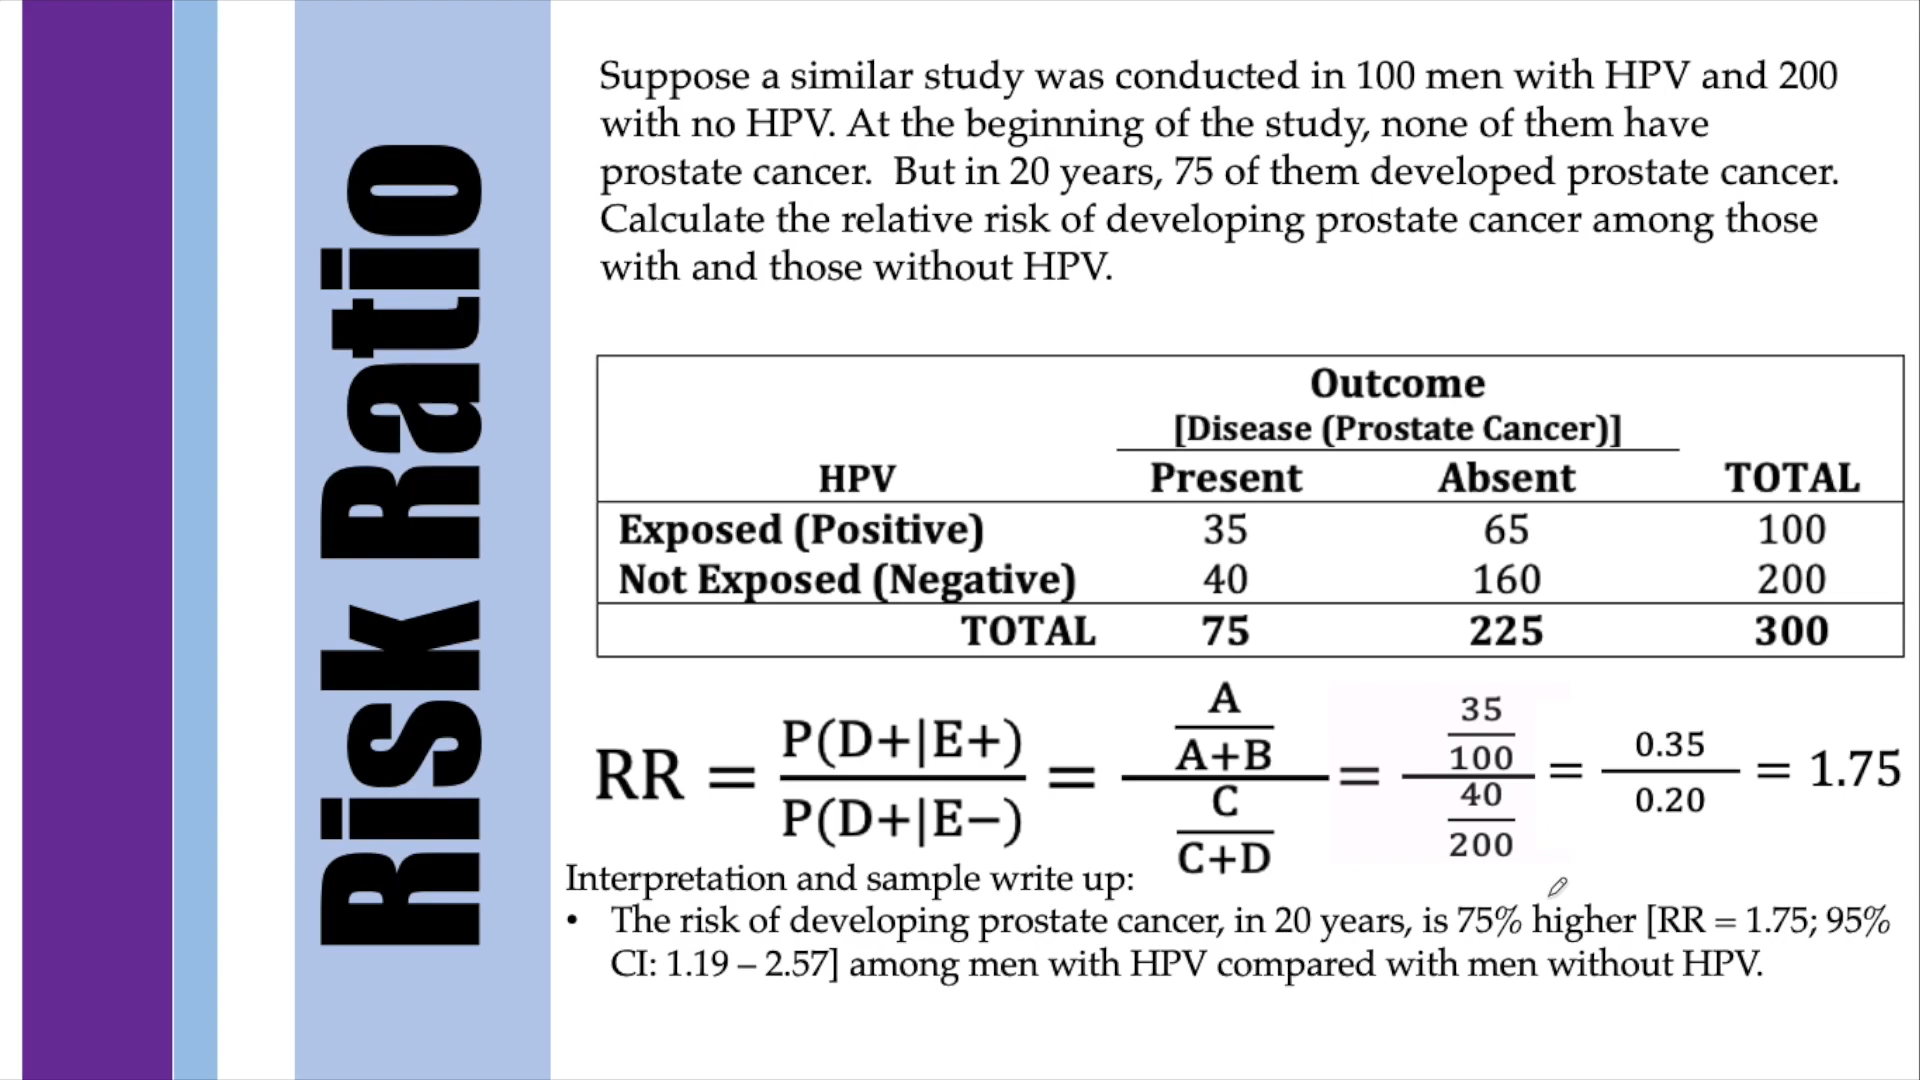 Risk Ratio
Suppose a similar study was conducted in 100 men with HPV and 200
with no HPV. At the beginning of the study, none of them have
prostate cancer.  But in 20 years, 75 of them developed prostate cancer.
Calculate the relative risk of developing prostate cancer among those
with and those without HPV.
Outcome
[Disease (Prostate Cancer)]
HPV Present Absent TOTAL
Exposed (Positive) 35 65 100
Not Exposed (Negative) 40 160 200
TOTAL 75 225 300
RR = P(D+|E+) / P(D+|E−) = A / A+B / C / C+D = 35 / 100 / 40 / 200 = 0.35 / 0.20 = 1.75
Interpretation and sample write up:
• The risk of developing prostate cancer, in 20 years, is 75% higher [RR = 1.75; 95%
CI: 1.19 – 2.57] among men with HPV compared with men without HPV.